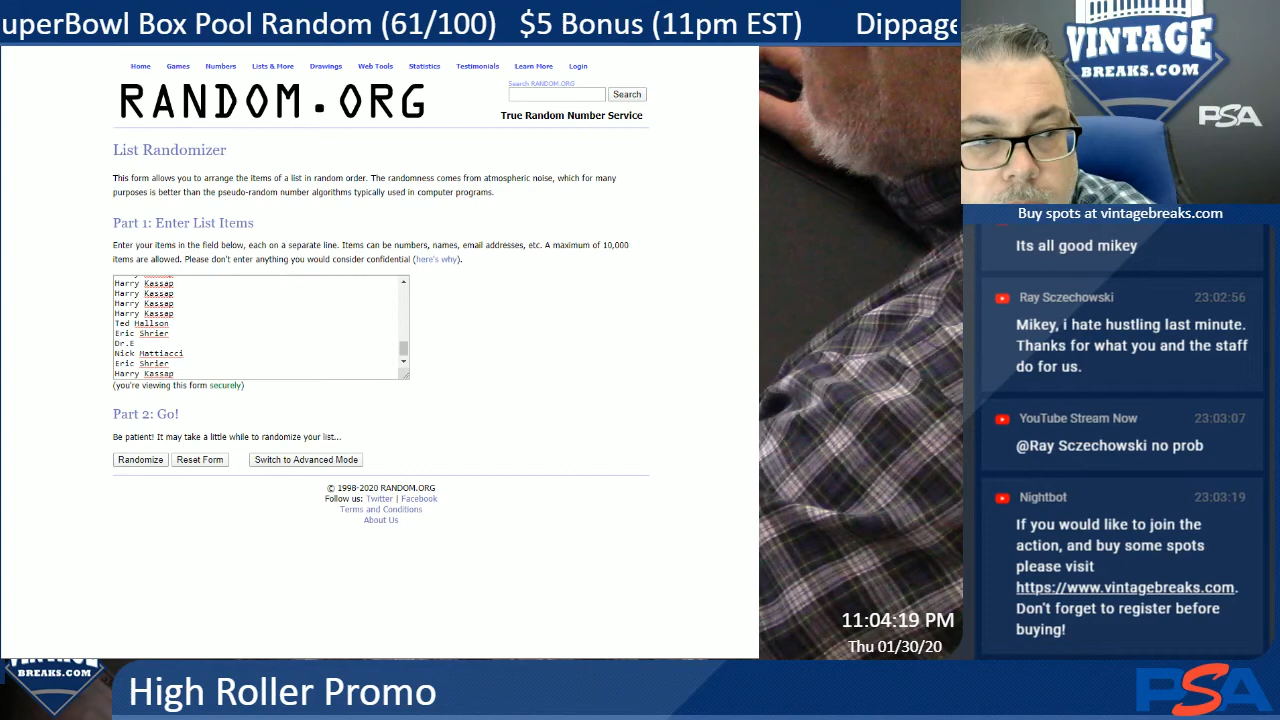 uperBowl Box Pool Random (61/100) $5 Bonus (11pm EST) Dippage
Home Games Numbers Lists & More Drawings Web Tools Statistics Testimonials Learn More Login
RANDOM.ORG
Search RANDOM.ORG
Search
True Random Number Service
List Randomizer
This form allows you to arrange the items of a list in random order. The randomness comes from atmospheric noise, which for many
purposes is better than the pseudo-random number algorithms typically used in computer programs.
Part 1: Enter List Items
Enter your items in the field below, each on a separate line. Items can be numbers, names, email addresses, etc. A maximum of 10,000
items are allowed. Please don't enter anything you would consider confidential (here's why).
Harry Kassap
Harry Kassap
Harry Kassap
Harry Kassap
Ted Hallson
Eric Shrier
Dr.E
Nick Mattiacci
Eric Shrier
Harry Kassap
(you're viewing this form securely)
Part 2: Go!
Be patient! It may take a little while to randomize your list...
Randomize Reset Form Switch to Advanced Mode
© 1998-2020 RANDOM.ORG
Follow us: Twitter | Facebook
Terms and Conditions
About Us
VINTAGE
BREAKS.COM
PSA
Buy spots at vintagebreaks.com
Its all good mikey
Ray Sczechowski 23:02:56
Mikey, i hate hustling last minute.
Thanks for what you and the staff
do for us.
YouTube Stream Now 23:03:07
@Ray Sczechowski no prob
Nightbot 23:03:19
If you would like to join the
action, and buy some spots
please visit
https://www.vintagebreaks.com.
Don't forget to register before
buying!
11:04:19 PM
Thu 01/30/20
VINTAGE
BREAKS.COM
High Roller Promo
PSA